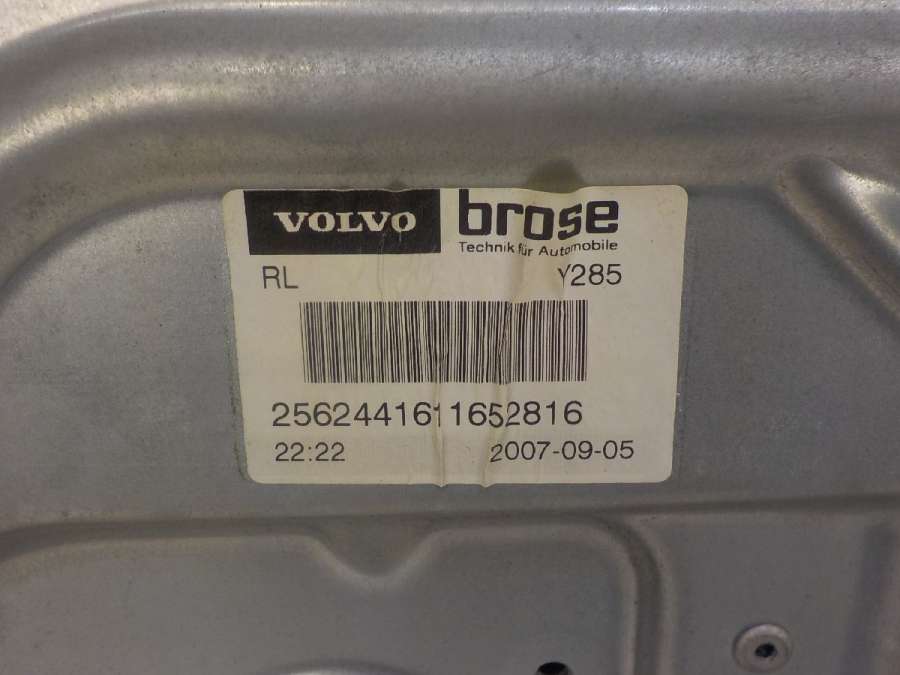 VOLVO brose
Technik für Automobile
RL Y285
2562441611652816
22:22 2007-09-05